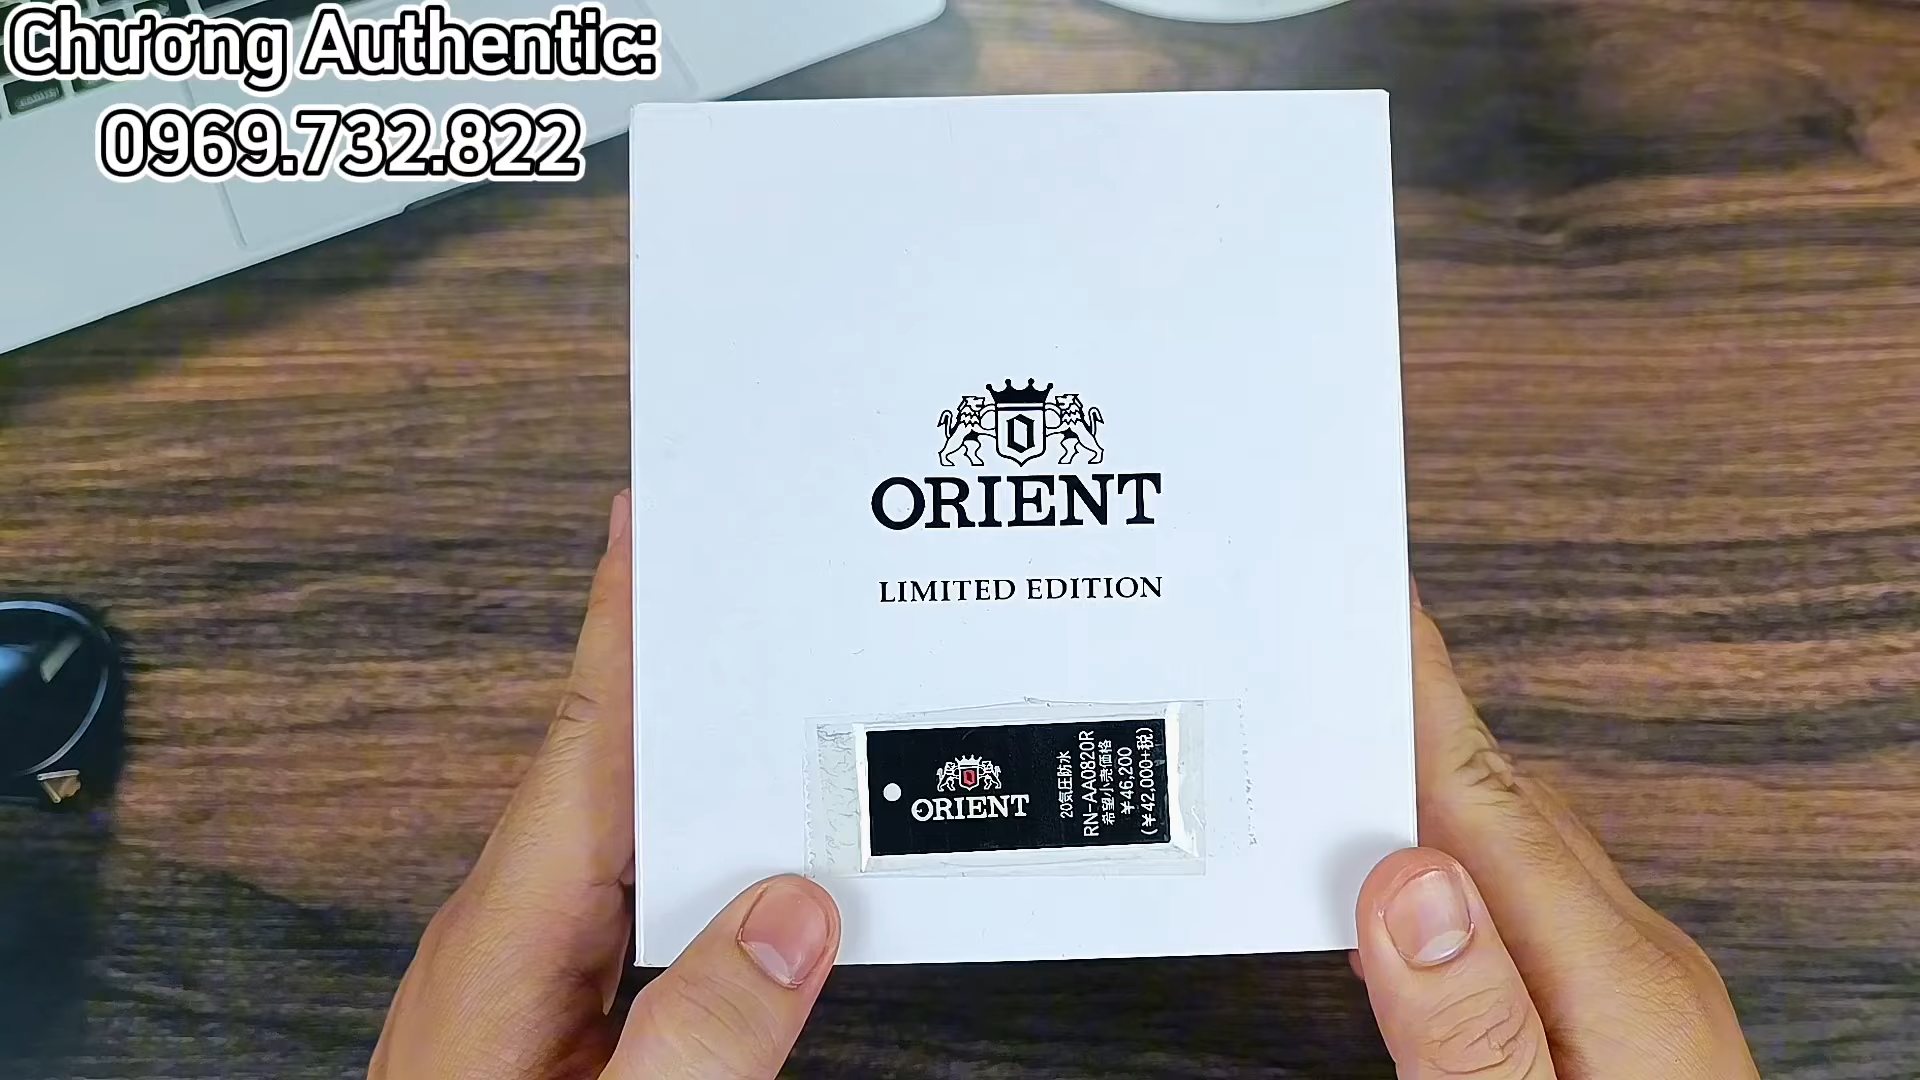 Chương Authentic:
0969.732.822
ORIENT
LIMITED EDITION
ORIENT
20気圧防水
RN-AA0820R
希望小売価格
¥46,200
(¥42,000+税)